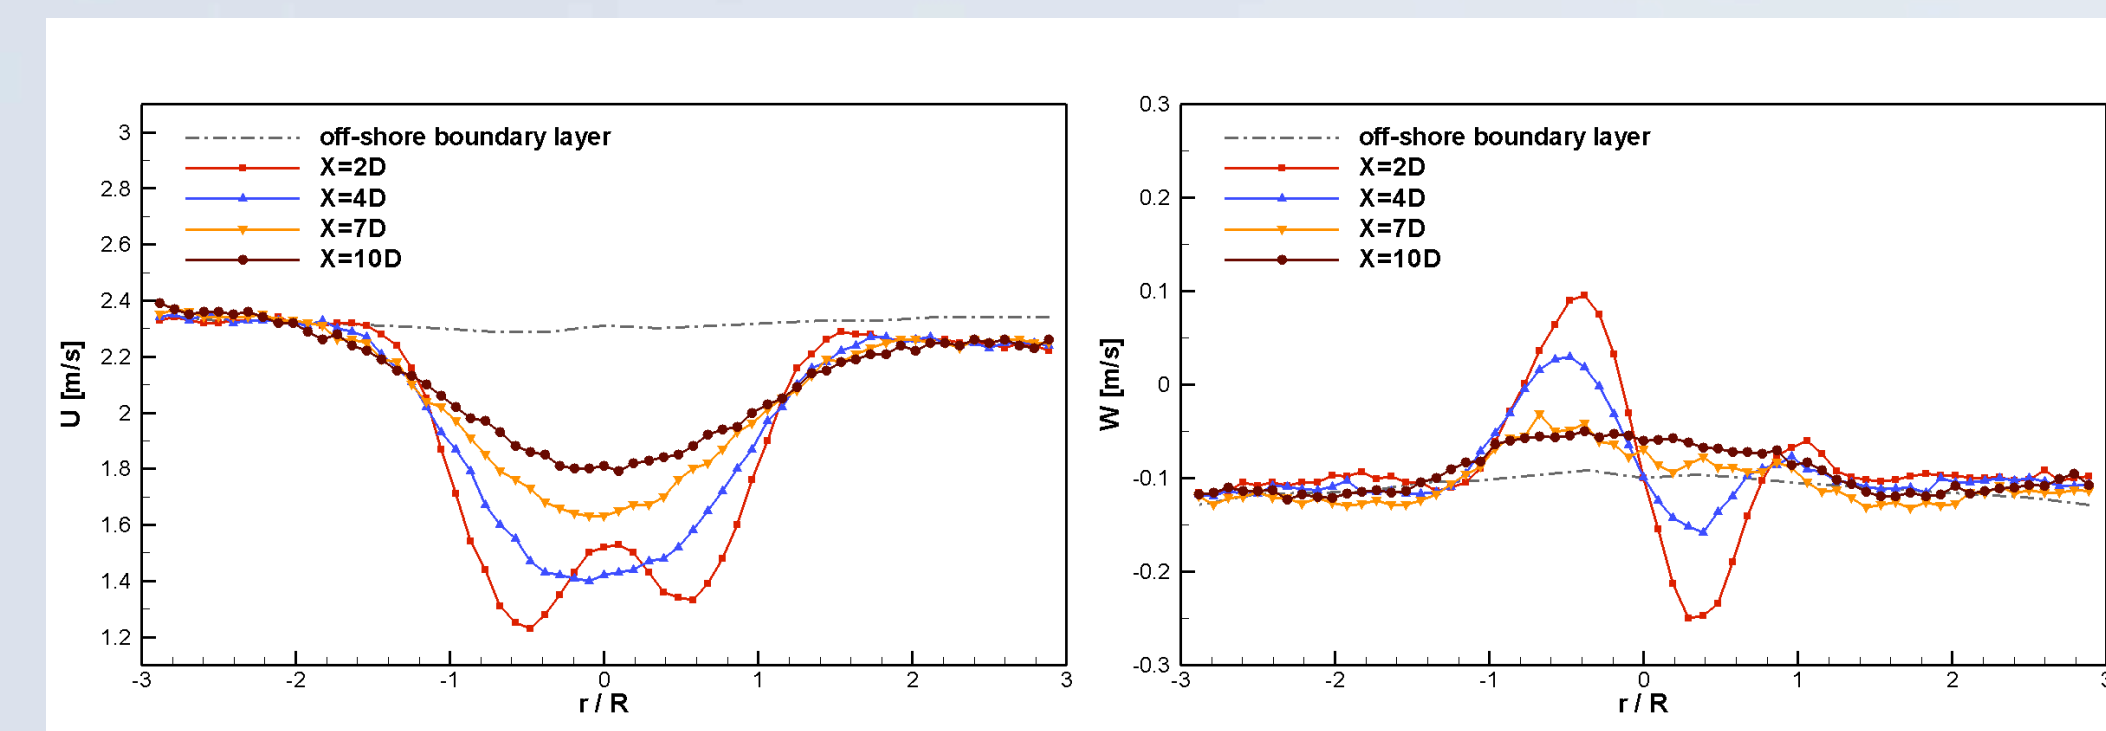 3
2.8
2.6
2.4
2.2
2
1.8
1.6
1.4
1.2
U [m/s]
off-shore boundary layer
X=2D
X=4D
X=7D
X=10D
-3 -2 -1 0 1 2 3
r / R
0.3
0.2
0.1
0
-0.1
-0.2
-0.3
W [m/s]
off-shore boundary layer
X=2D
X=4D
X=7D
X=10D
-3 -2 -1 0 1 2 3
r / R